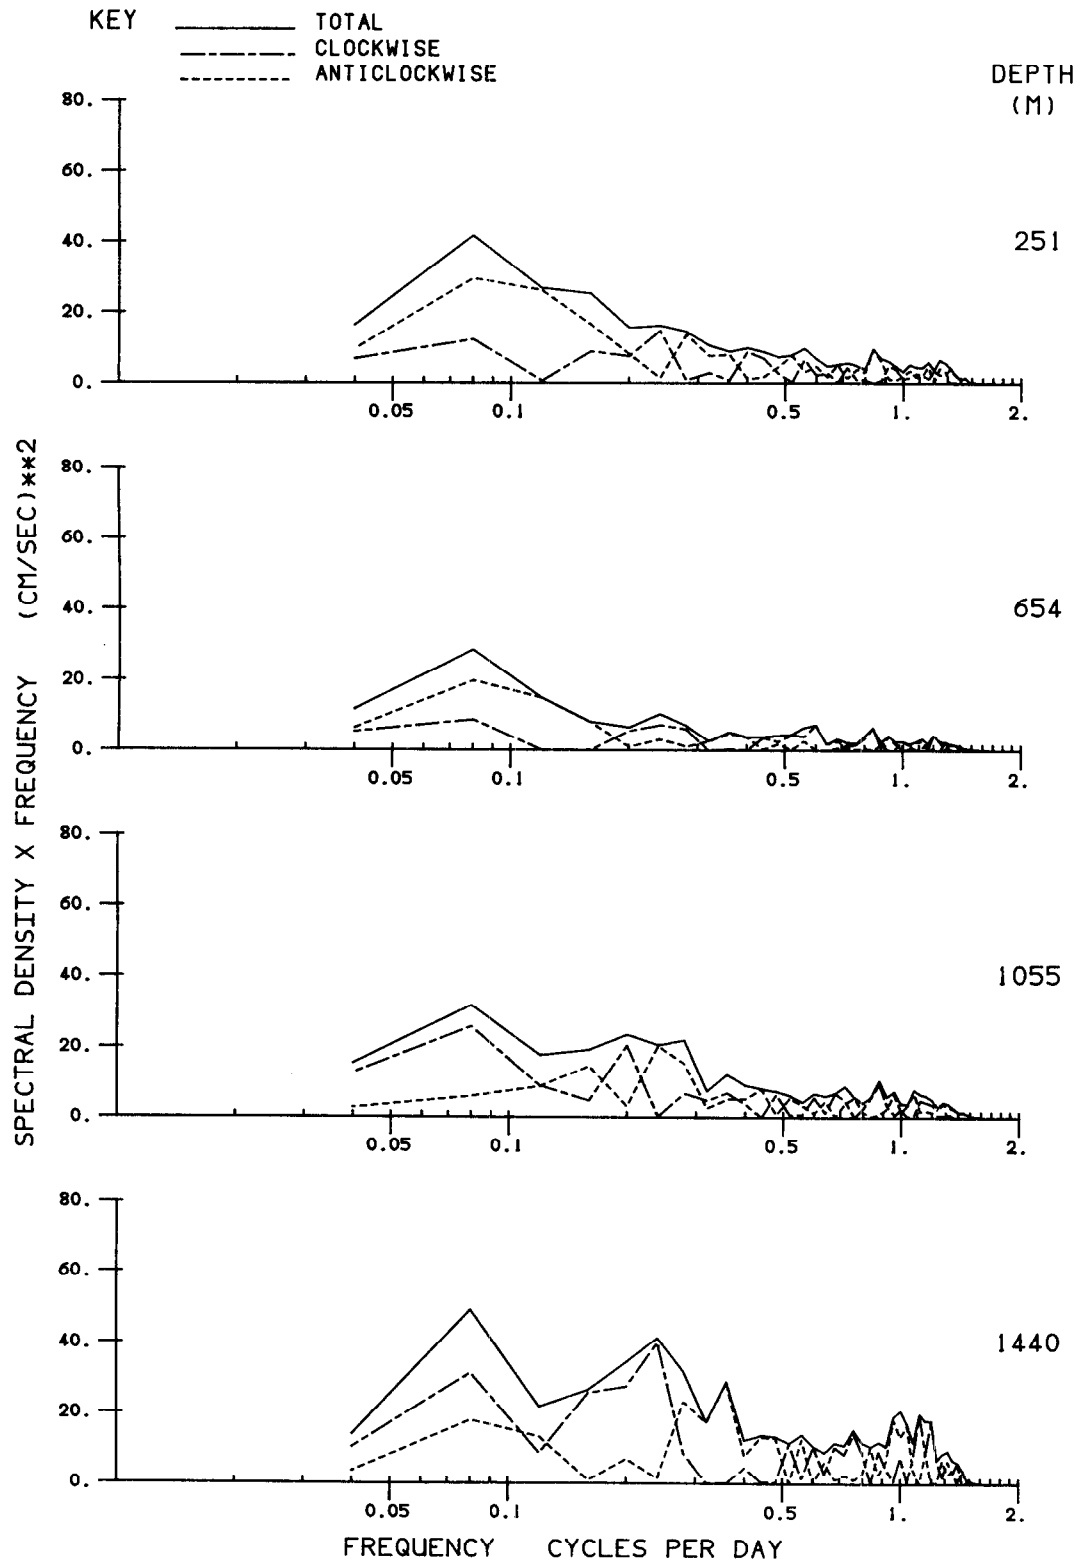 KEY
TOTAL
CLOCKWISE
ANTICLOCKWISE
DEPTH
(M)
80.
60.
40.
20.
0.
0.05 0.1 0.5 1. 2.
251
80.
60.
40.
20.
0.
0.05 0.1 0.5 1. 2.
654
80.
60.
40.
20.
0.
0.05 0.1 0.5 1. 2.
1055
80.
60.
40.
20.
0.
0.05 0.1 0.5 1. 2.
1440
SPECTRAL DENSITY X FREQUENCY (CM/SEC)**2
FREQUENCY CYCLES PER DAY